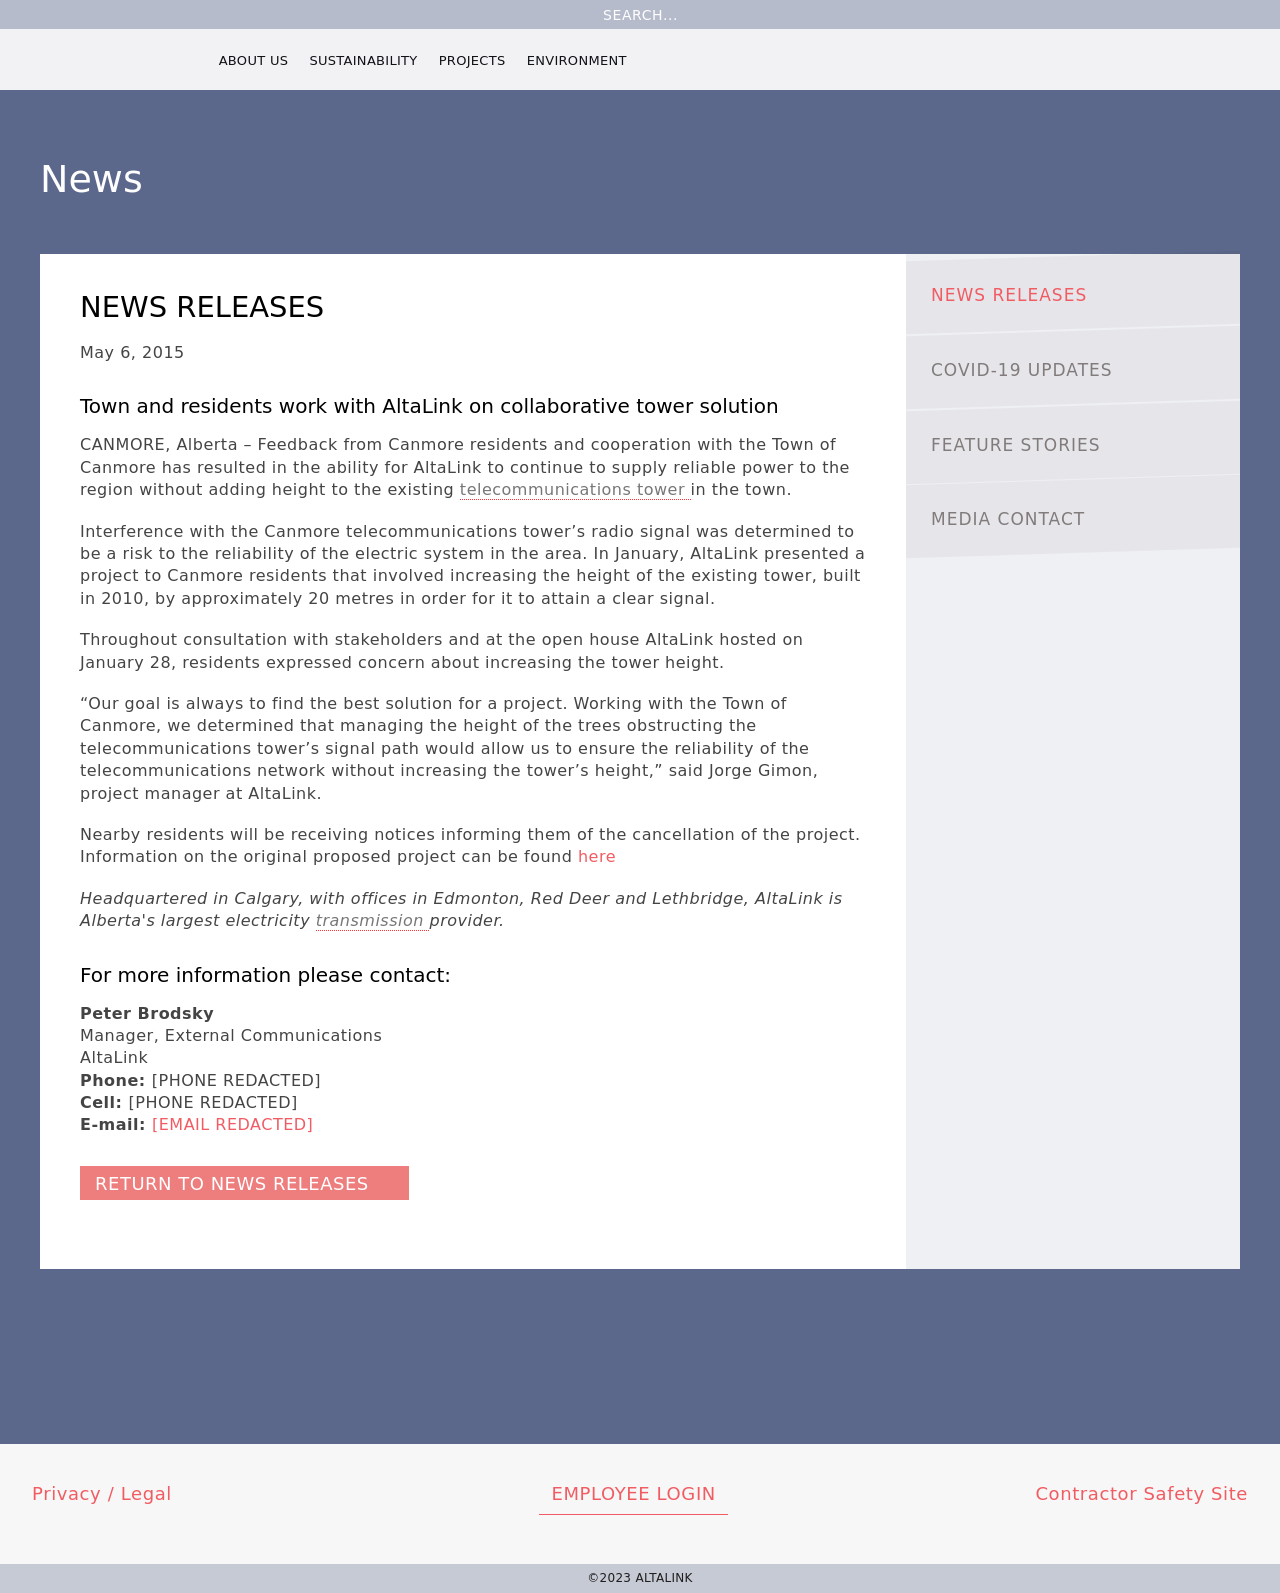 SEARCH...
ABOUT US SUSTAINABILITY PROJECTS ENVIRONMENT
News
NEWS RELEASES
May 6, 2015
Town and residents work with AltaLink on collaborative tower solution
CANMORE, Alberta – Feedback from Canmore residents and cooperation with the Town of
Canmore has resulted in the ability for AltaLink to continue to supply reliable power to the
region without adding height to the existing telecommunications tower in the town.
Interference with the Canmore telecommunications tower’s radio signal was determined to
be a risk to the reliability of the electric system in the area. In January, AltaLink presented a
project to Canmore residents that involved increasing the height of the existing tower, built
in 2010, by approximately 20 metres in order for it to attain a clear signal.
Throughout consultation with stakeholders and at the open house AltaLink hosted on
January 28, residents expressed concern about increasing the tower height.
“Our goal is always to find the best solution for a project. Working with the Town of
Canmore, we determined that managing the height of the trees obstructing the
telecommunications tower’s signal path would allow us to ensure the reliability of the
telecommunications network without increasing the tower’s height,” said Jorge Gimon,
project manager at AltaLink.
Nearby residents will be receiving notices informing them of the cancellation of the project.
Information on the original proposed project can be found here
Headquartered in Calgary, with offices in Edmonton, Red Deer and Lethbridge, AltaLink is
Alberta's largest electricity transmission provider.
For more information please contact:
Peter Brodsky
Manager, External Communications
AltaLink
Phone: [PHONE REDACTED]
Cell: [PHONE REDACTED]
E-mail: [EMAIL REDACTED]
RETURN TO NEWS RELEASES
NEWS RELEASES
COVID-19 UPDATES
FEATURE STORIES
MEDIA CONTACT
Privacy / Legal
EMPLOYEE LOGIN
Contractor Safety Site
©2023 ALTALINK